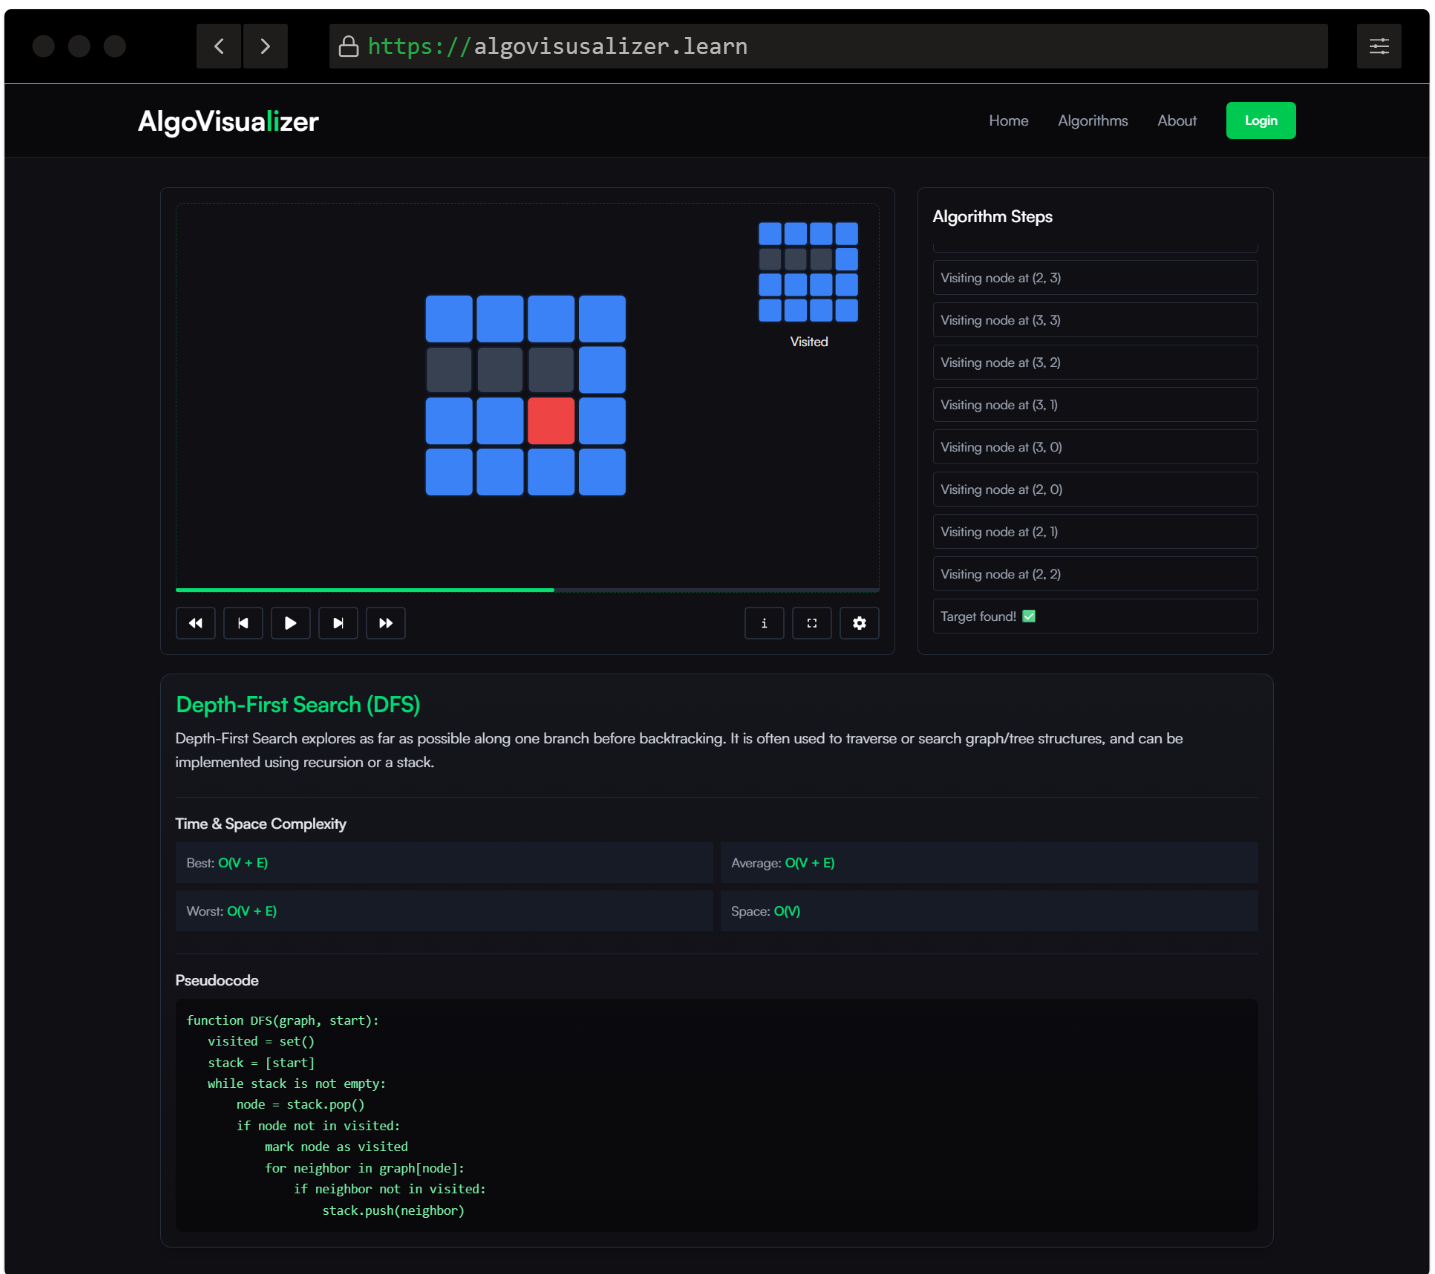 https://algovisusalizer.learn
AlgoVisualizer
Home
Algorithms
About
Login
Visited
i
Algorithm Steps
Visiting node at (2, 3)
Visiting node at (3, 3)
Visiting node at (3, 2)
Visiting node at (3, 1)
Visiting node at (3, 0)
Visiting node at (2, 0)
Visiting node at (2, 1)
Visiting node at (2, 2)
Target found! ✅
Depth-First Search (DFS)
Depth-First Search explores as far as possible along one branch before backtracking. It is often used to traverse or search graph/tree structures, and can be
implemented using recursion or a stack.
Time & Space Complexity
Best: O(V + E)
Average: O(V + E)
Worst: O(V + E)
Space: O(V)
Pseudocode
function DFS(graph, start):
   visited = set()
   stack = [start]
   while stack is not empty:
       node = stack.pop()
       if node not in visited:
           mark node as visited
           for neighbor in graph[node]:
               if neighbor not in visited:
                   stack.push(neighbor)